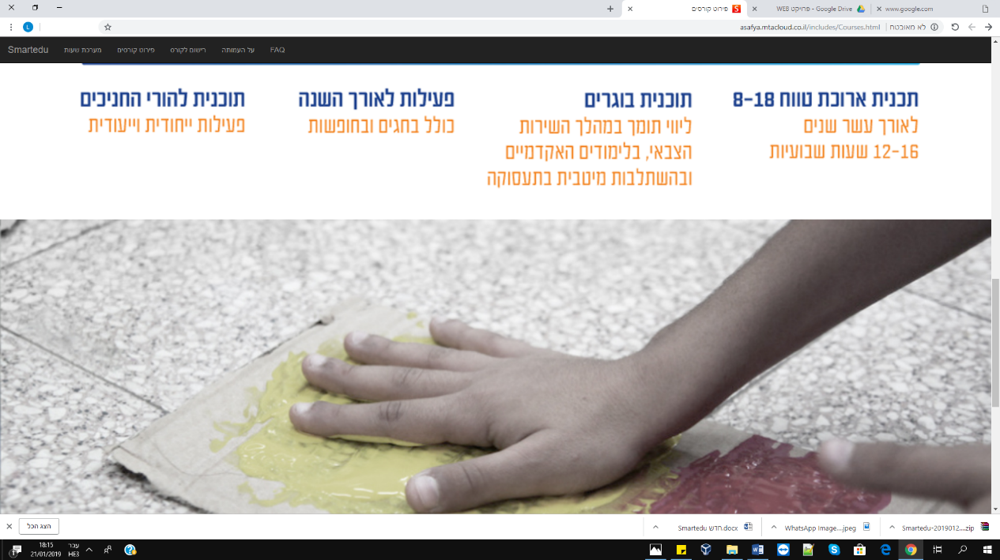 פירוט קורסים
פרויקט WEB - Google Drive
www.google.com
לא מאובטח
asafya.mtacloud.co.il/includes/Courses.html
L
Smartedu
מערכת שעות
פירוט קורסים
רישום לקורס
על העמותה
FAQ
תכנית ארוכת טווח 8-18
לאורך עשר שנים
12-16 שעות שבועיות
תוכנית בוגרים
ליווי תומך במהלך השירות
הצבאי, בלימודים האקדמיים
ובהשתלבות מיטבית בתעסוקה
פעילות לאורך השנה
כולל בחגים ובחופשות
תוכנית להורי החניכים
פעילות ייחודית וייעודית
Smartedu-2019012....zip
WhatsApp Image....jpeg
Smartedu חדש.docx
הצג הכל
18:15
21/01/2019
עבר
HE3